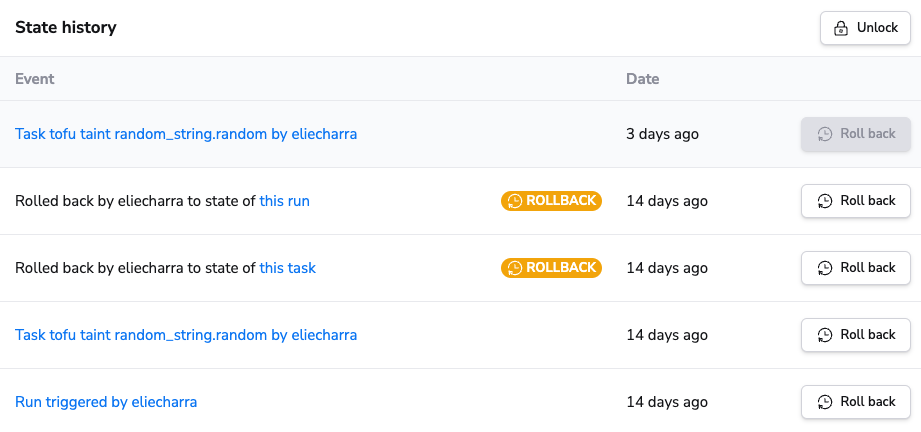 State history
Unlock
Event Date
Task tofu taint random_string.random by eliecharra 3 days ago Roll back
Rolled back by eliecharra to state of this run ROLLBACK 14 days ago Roll back
Rolled back by eliecharra to state of this task ROLLBACK 14 days ago Roll back
Task tofu taint random_string.random by eliecharra 14 days ago Roll back
Run triggered by eliecharra 14 days ago Roll back